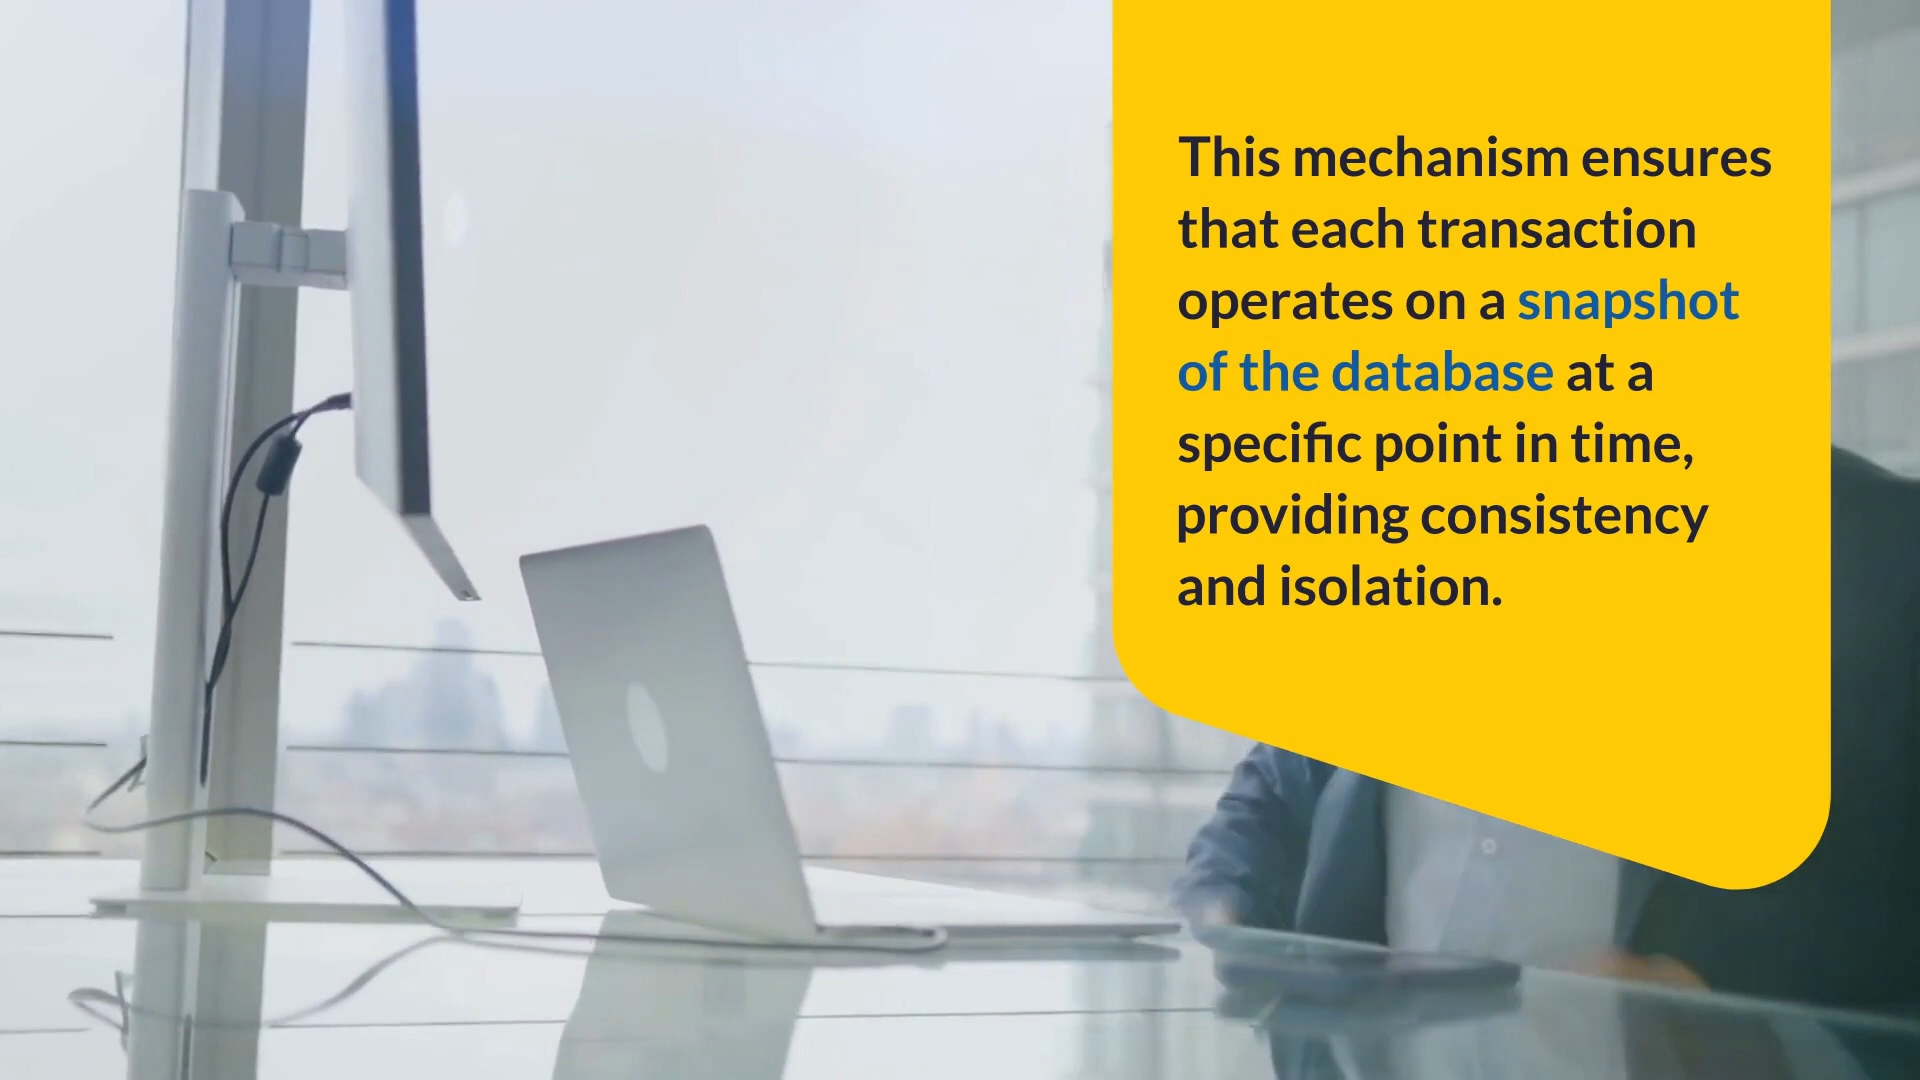 This mechanism ensures
that each transaction
operates on a snapshot
of the database at a
specific point in time,
providing consistency
and isolation.